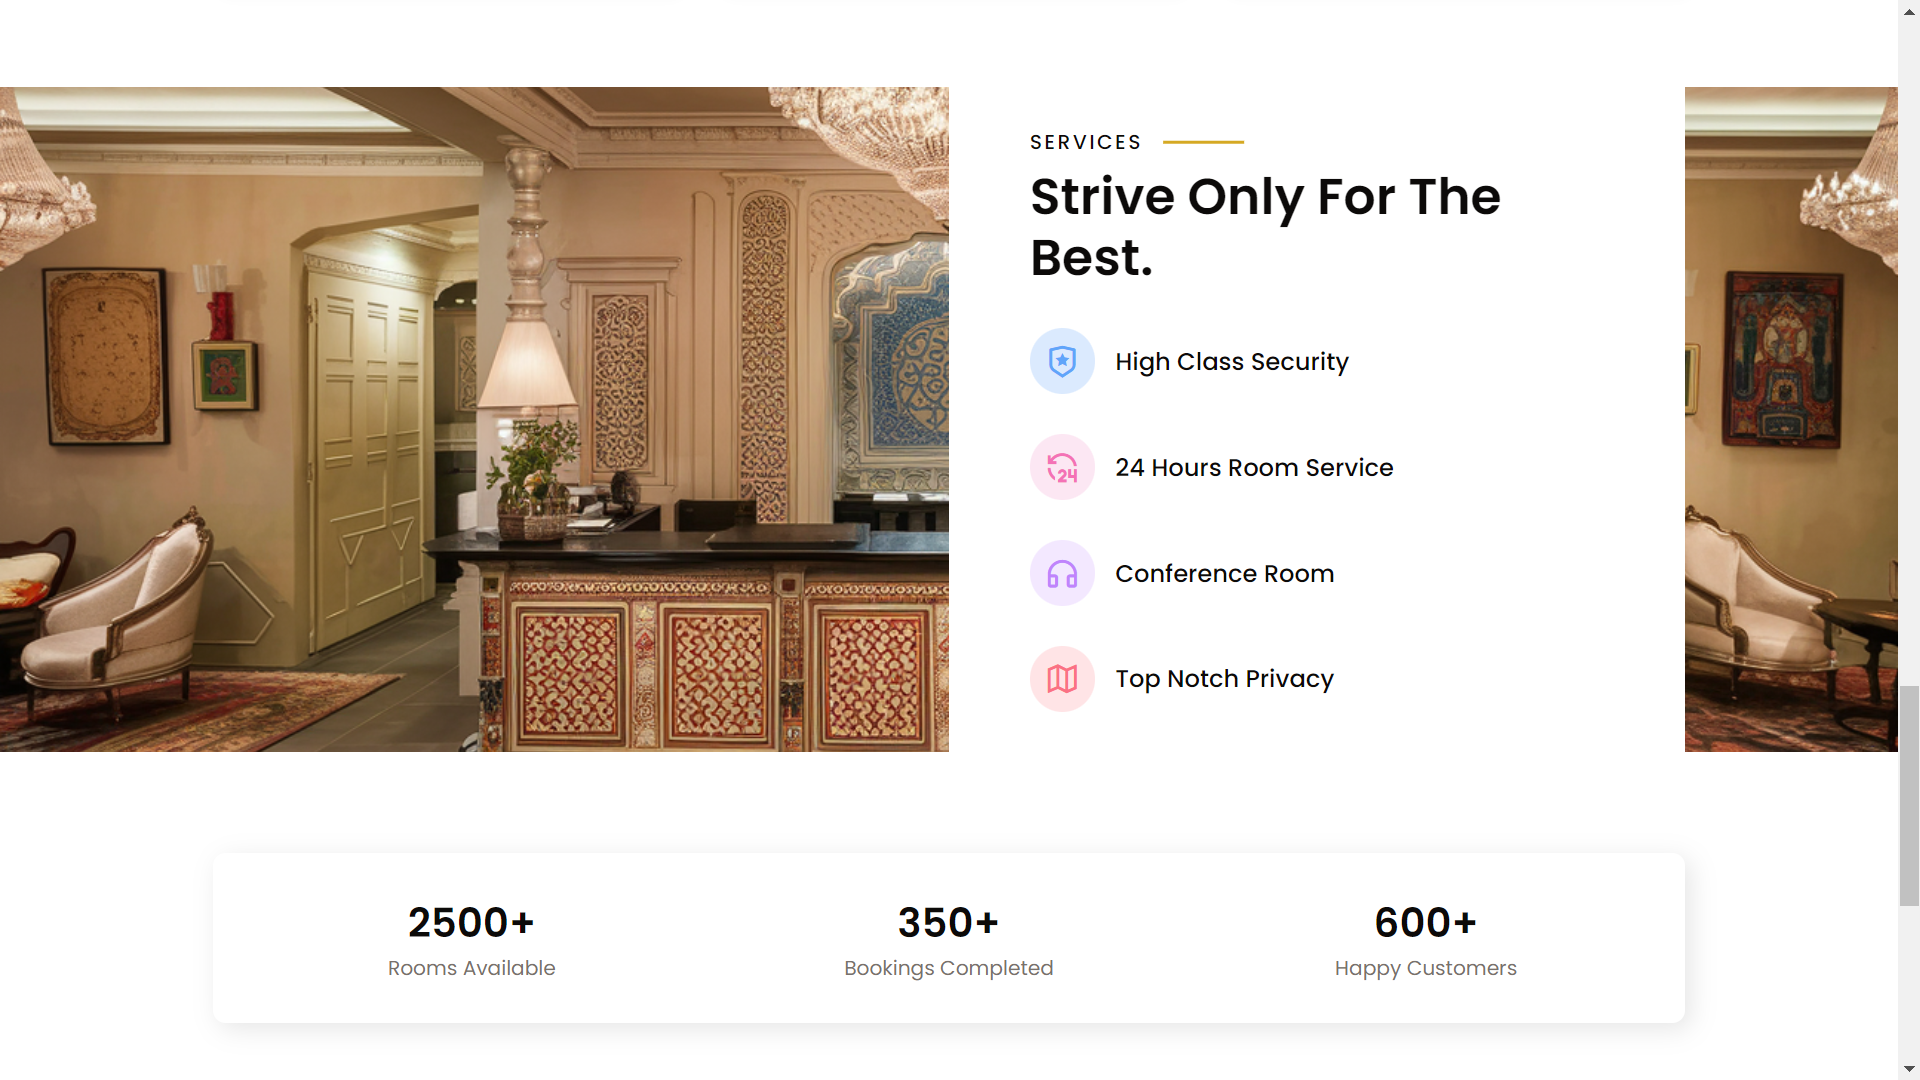 SERVICES
Strive Only For The
Best.
High Class Security
24 Hours Room Service
Conference Room
Top Notch Privacy
2500+
Rooms Available
350+
Bookings Completed
600+
Happy Customers